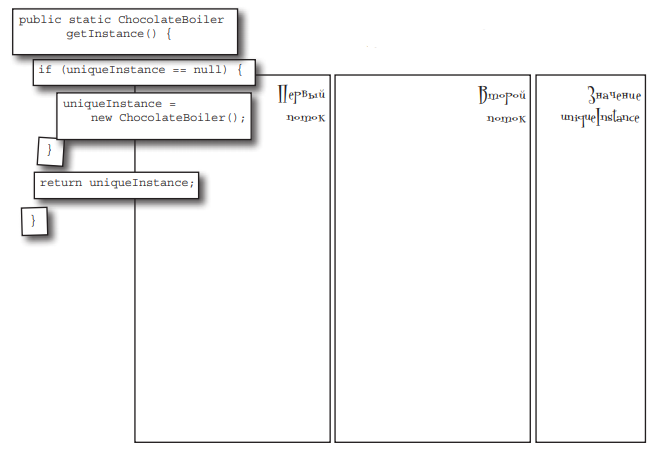 public static ChocolateBoiler
getInstance() {
if (uniqueInstance == null) {
uniqueInstance =
new ChocolateBoiler();
}
return uniqueInstance;
}
Первый
поток
Второй
поток
Значение
uniqueInstance